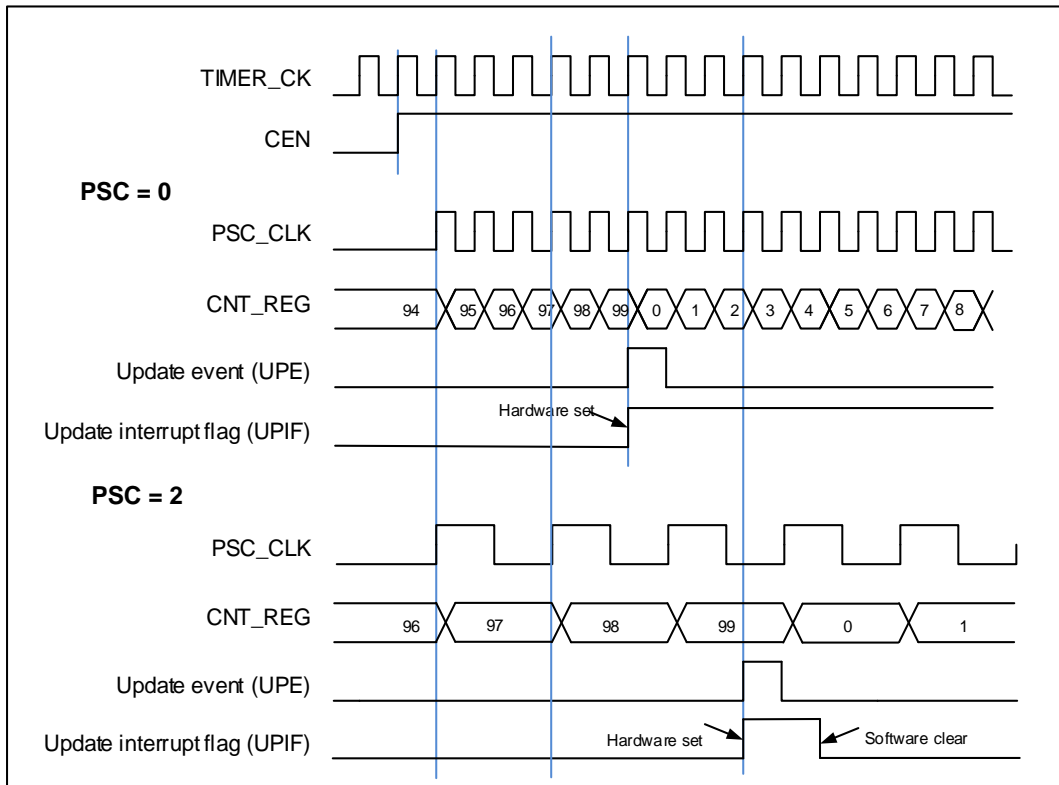 TIMER_CK
CEN
PSC = 0
PSC_CLK
CNT_REG 94 95 96 97 98 99 0 1 2 3 4 5 6 7 8
Update event (UPE)
Hardware set
Update interrupt flag (UPIF)
PSC = 2
PSC_CLK
CNT_REG 96 97 98 99 0 1
Update event (UPE)
Update interrupt flag (UPIF) Hardware set Software clear